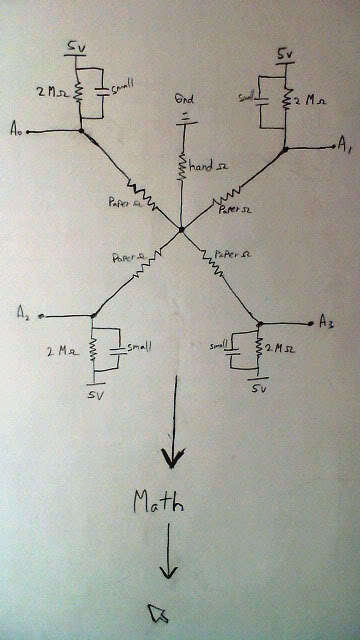 5V
5V
2 MΩ
small
Gnd
small
2 MΩ
A₀
A₁
hand Ω
Paper Ω
Paper Ω
Paper Ω
Paper Ω
A₂
A₃
2 MΩ
small
small
2 MΩ
5V
5V
Math